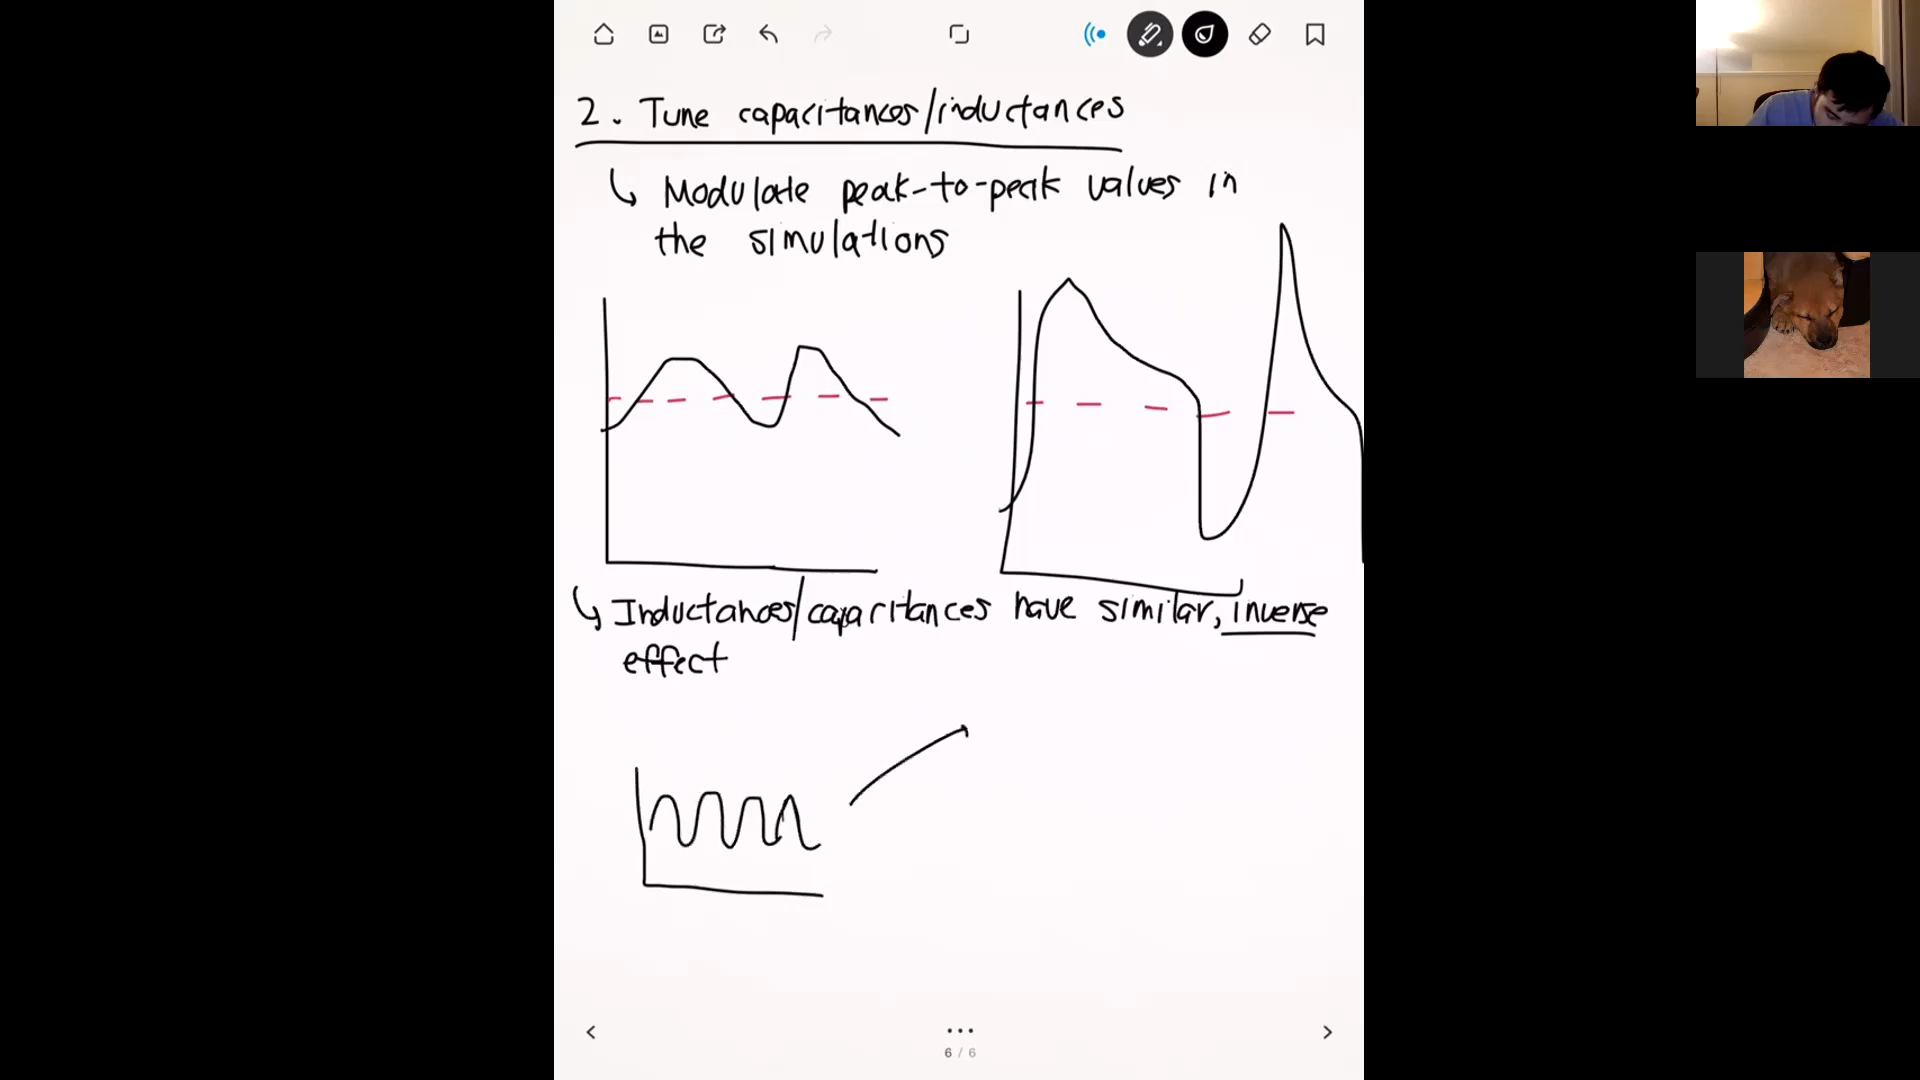 2. Tune capacitances/inductances
↳ Modulate peak-to-peak values in
the simulations
↳ Inductances/capacitances have similar, inverse
effect
6 / 6